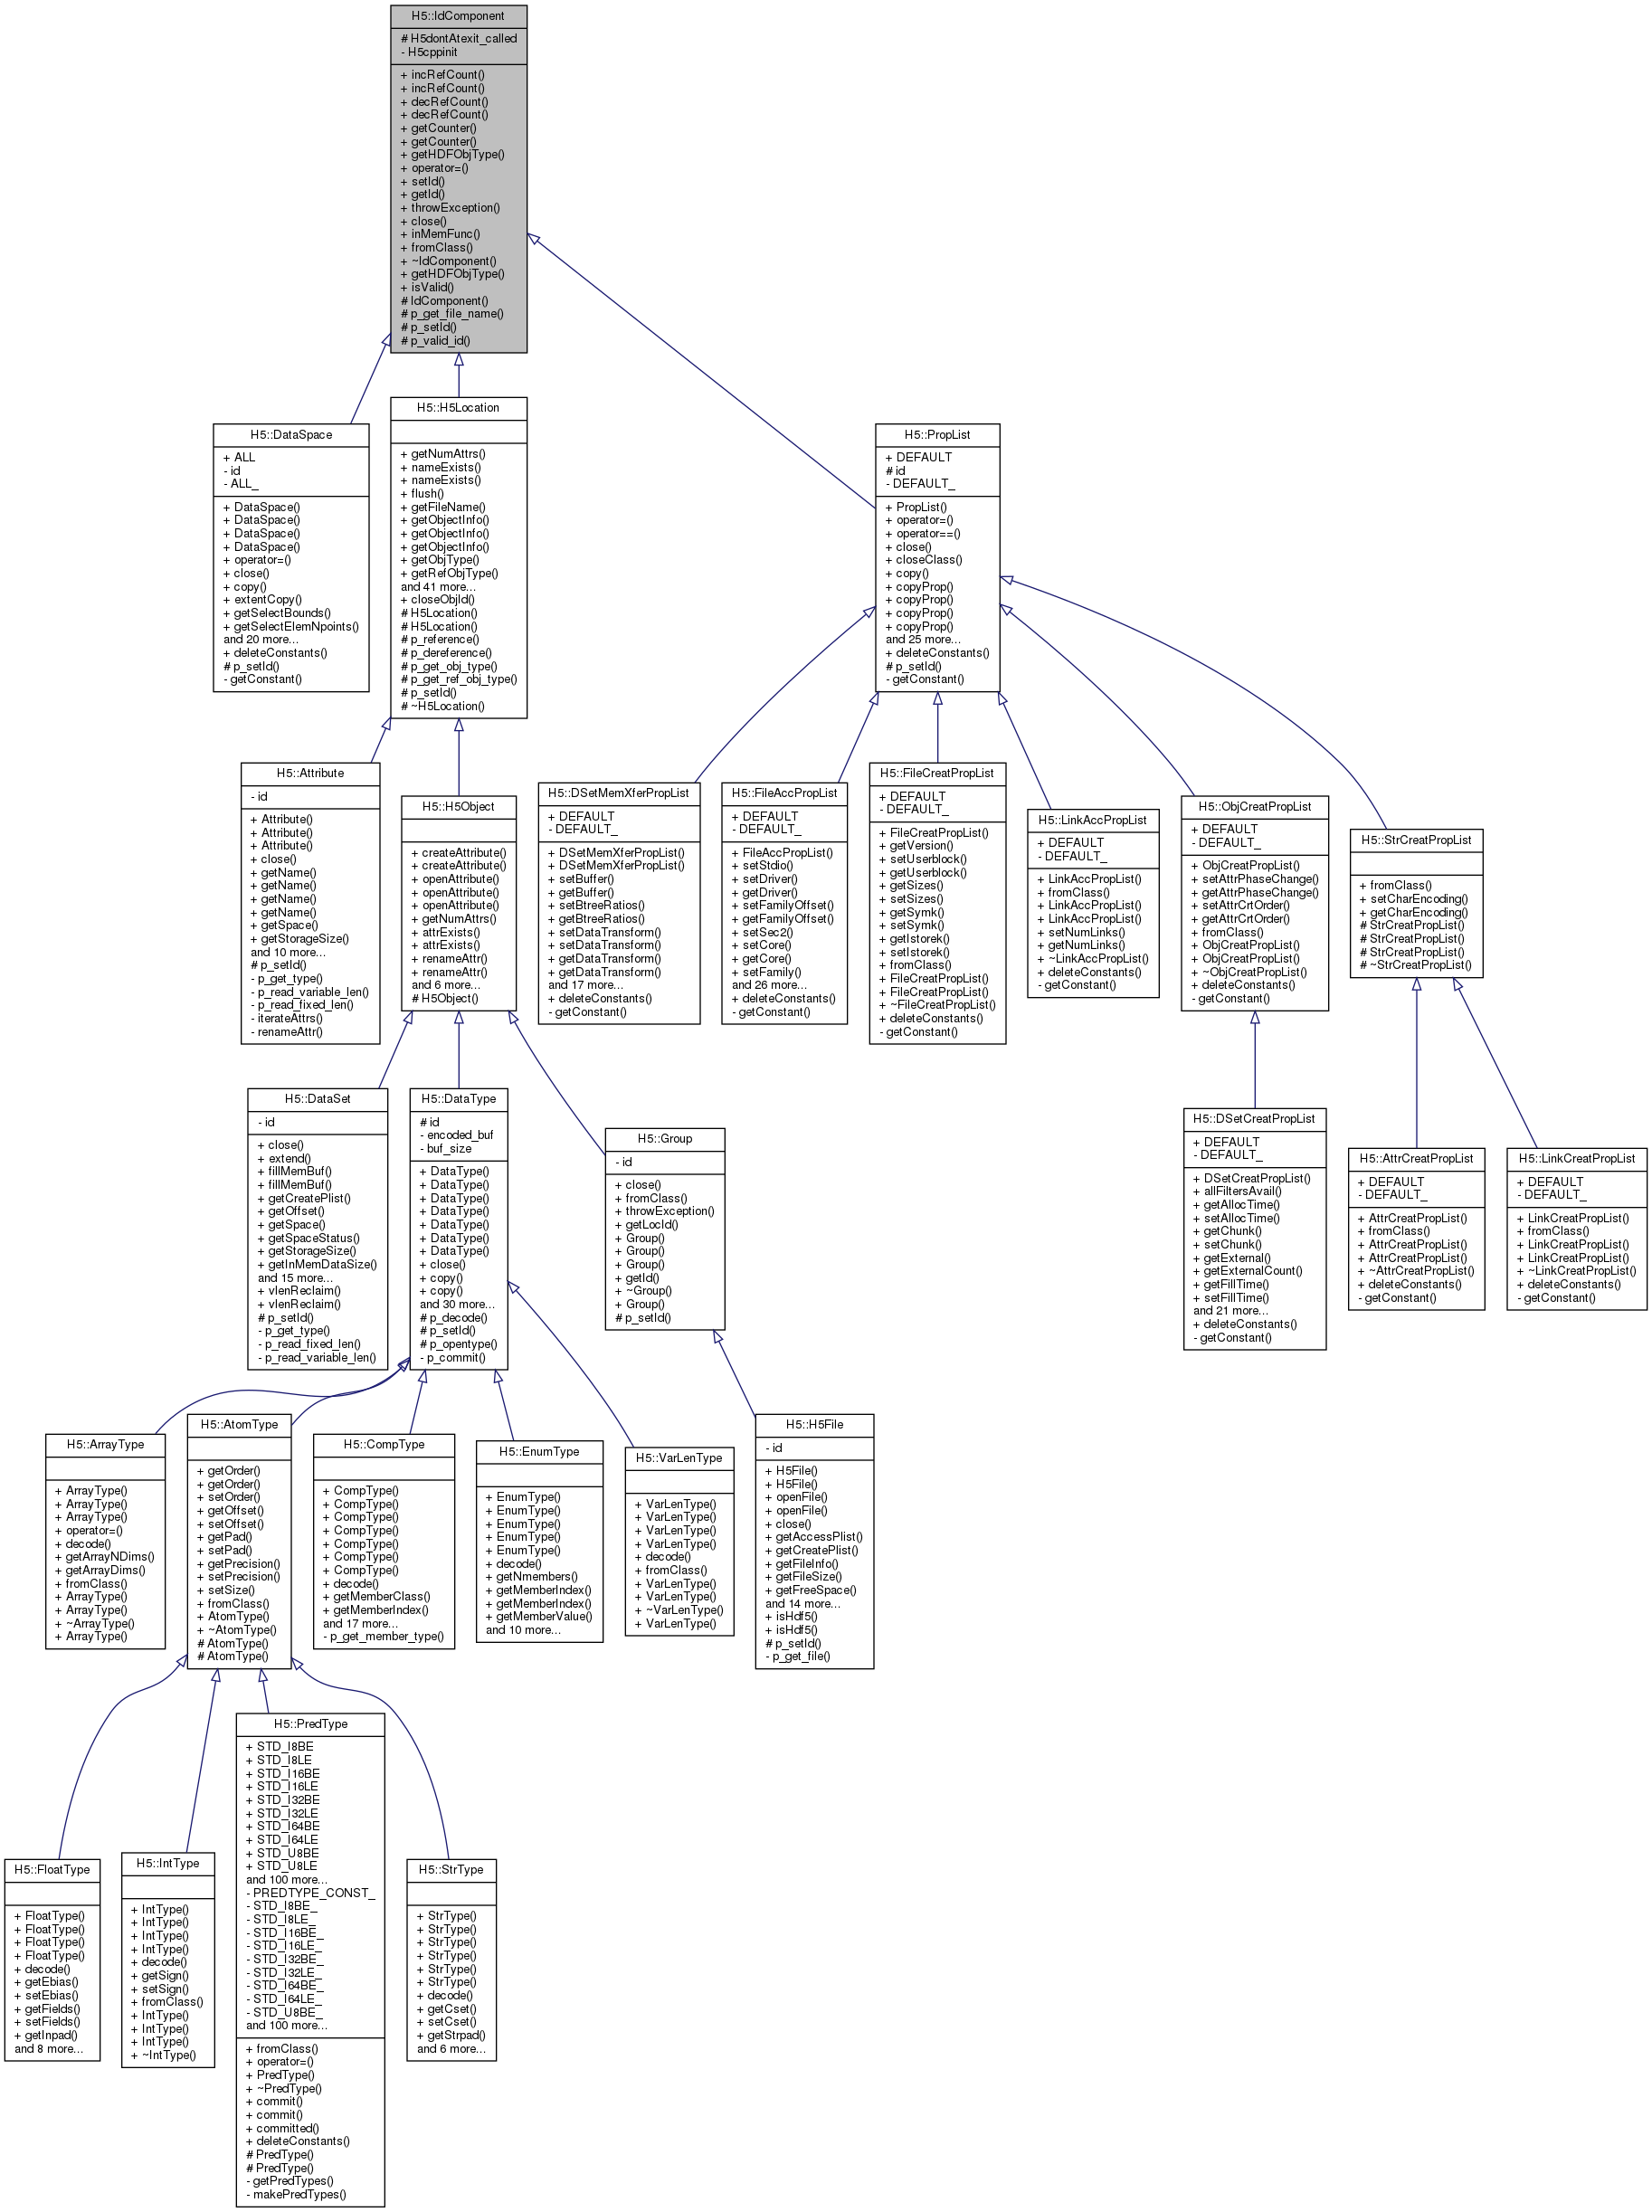 H5::IdComponent
# H5dontAtexit_called
- H5cppinit
+ incRefCount()
+ incRefCount()
+ decRefCount()
+ decRefCount()
+ getCounter()
+ getCounter()
+ getHDFObjType()
+ operator=()
+ setId()
+ getId()
+ throwException()
+ close()
+ inMemFunc()
+ fromClass()
+ ~IdComponent()
+ getHDFObjType()
+ isValid()
# IdComponent()
# p_get_file_name()
# p_setId()
# p_valid_id()
H5::DataSpace
+ ALL
- id
- ALL_
+ DataSpace()
+ DataSpace()
+ DataSpace()
+ DataSpace()
+ operator=()
+ close()
+ copy()
+ extentCopy()
+ getSelectBounds()
+ getSelectElemNpoints()
and 20 more...
+ deleteConstants()
# p_setId()
- getConstant()
H5::H5Location
+ getNumAttrs()
+ nameExists()
+ nameExists()
+ flush()
+ getFileName()
+ getObjectInfo()
+ getObjectInfo()
+ getObjectInfo()
+ getObjType()
+ getRefObjType()
and 41 more...
+ closeObjId()
# H5Location()
# H5Location()
# p_reference()
# p_dereference()
# p_get_obj_type()
# p_get_ref_obj_type()
# p_setId()
# ~H5Location()
H5::PropList
+ DEFAULT
# id
- DEFAULT_
+ PropList()
+ operator=()
+ operator==()
+ close()
+ closeClass()
+ copy()
+ copyProp()
+ copyProp()
+ copyProp()
+ copyProp()
and 25 more...
+ deleteConstants()
# p_setId()
- getConstant()
H5::Attribute
- id
+ Attribute()
+ Attribute()
+ Attribute()
+ close()
+ getName()
+ getName()
+ getName()
+ getName()
+ getSpace()
+ getStorageSize()
and 10 more...
# p_setId()
- p_get_type()
- p_read_variable_len()
- p_read_fixed_len()
- iterateAttrs()
- renameAttr()
H5::H5Object
+ createAttribute()
+ createAttribute()
+ openAttribute()
+ openAttribute()
+ openAttribute()
+ getNumAttrs()
+ attrExists()
+ attrExists()
+ renameAttr()
+ renameAttr()
and 6 more...
# H5Object()
H5::DSetMemXferPropList
+ DEFAULT
- DEFAULT_
+ DSetMemXferPropList()
+ DSetMemXferPropList()
+ setBuffer()
+ getBuffer()
+ setBtreeRatios()
+ getBtreeRatios()
+ setDataTransform()
+ setDataTransform()
+ getDataTransform()
+ getDataTransform()
and 17 more...
+ deleteConstants()
- getConstant()
H5::FileAccPropList
+ DEFAULT
- DEFAULT_
+ FileAccPropList()
+ setStdio()
+ setDriver()
+ getDriver()
+ setFamilyOffset()
+ getFamilyOffset()
+ setSec2()
+ setCore()
+ getCore()
+ setFamily()
and 26 more...
+ deleteConstants()
- getConstant()
H5::FileCreatPropList
+ DEFAULT
- DEFAULT_
+ FileCreatPropList()
+ getVersion()
+ setUserblock()
+ getUserblock()
+ getSizes()
+ setSizes()
+ getSymk()
+ setSymk()
+ getIstorek()
+ setIstorek()
+ fromClass()
+ FileCreatPropList()
+ FileCreatPropList()
+ ~FileCreatPropList()
+ deleteConstants()
- getConstant()
H5::LinkAccPropList
+ DEFAULT
- DEFAULT_
+ LinkAccPropList()
+ fromClass()
+ LinkAccPropList()
+ LinkAccPropList()
+ setNumLinks()
+ getNumLinks()
+ ~LinkAccPropList()
+ deleteConstants()
- getConstant()
H5::ObjCreatPropList
+ DEFAULT
- DEFAULT_
+ ObjCreatPropList()
+ setAttrPhaseChange()
+ getAttrPhaseChange()
+ setAttrCrtOrder()
+ getAttrCrtOrder()
+ fromClass()
+ ObjCreatPropList()
+ ObjCreatPropList()
+ ~ObjCreatPropList()
+ deleteConstants()
- getConstant()
H5::StrCreatPropList
+ fromClass()
+ setCharEncoding()
+ getCharEncoding()
# StrCreatPropList()
# StrCreatPropList()
# StrCreatPropList()
# ~StrCreatPropList()
H5::DataSet
- id
+ close()
+ extend()
+ fillMemBuf()
+ fillMemBuf()
+ getCreatePlist()
+ getOffset()
+ getSpace()
+ getSpaceStatus()
+ getStorageSize()
+ getInMemDataSize()
and 15 more...
+ vlenReclaim()
+ vlenReclaim()
# p_setId()
- p_get_type()
- p_read_fixed_len()
- p_read_variable_len()
H5::DataType
# id
- encoded_buf
- buf_size
+ DataType()
+ DataType()
+ DataType()
+ DataType()
+ DataType()
+ DataType()
+ DataType()
+ close()
+ copy()
+ copy()
and 30 more...
# p_decode()
# p_setId()
# p_opentype()
- p_commit()
H5::Group
- id
+ close()
+ fromClass()
+ throwException()
+ getLocId()
+ Group()
+ Group()
+ Group()
+ getId()
+ ~Group()
+ Group()
# p_setId()
H5::DSetCreatPropList
+ DEFAULT
- DEFAULT_
+ DSetCreatPropList()
+ allFiltersAvail()
+ getAllocTime()
+ setAllocTime()
+ getChunk()
+ setChunk()
+ getExternal()
+ getExternalCount()
+ getFillTime()
+ setFillTime()
and 21 more...
+ deleteConstants()
- getConstant()
H5::AttrCreatPropList
+ DEFAULT
- DEFAULT_
+ AttrCreatPropList()
+ fromClass()
+ AttrCreatPropList()
+ AttrCreatPropList()
+ ~AttrCreatPropList()
+ deleteConstants()
- getConstant()
H5::LinkCreatPropList
+ DEFAULT
- DEFAULT_
+ LinkCreatPropList()
+ fromClass()
+ LinkCreatPropList()
+ LinkCreatPropList()
+ ~LinkCreatPropList()
+ deleteConstants()
- getConstant()
H5::ArrayType
+ ArrayType()
+ ArrayType()
+ ArrayType()
+ operator=()
+ decode()
+ getArrayNDims()
+ getArrayDims()
+ fromClass()
+ ArrayType()
+ ArrayType()
+ ~ArrayType()
+ ArrayType()
H5::AtomType
+ getOrder()
+ getOrder()
+ setOrder()
+ getOffset()
+ setOffset()
+ getPad()
+ setPad()
+ getPrecision()
+ setPrecision()
+ setSize()
+ fromClass()
+ AtomType()
+ ~AtomType()
# AtomType()
# AtomType()
H5::CompType
+ CompType()
+ CompType()
+ CompType()
+ CompType()
+ CompType()
+ CompType()
+ CompType()
+ decode()
+ getMemberClass()
+ getMemberIndex()
and 17 more...
- p_get_member_type()
H5::EnumType
+ EnumType()
+ EnumType()
+ EnumType()
+ EnumType()
+ EnumType()
+ decode()
+ getNmembers()
+ getMemberIndex()
+ getMemberIndex()
+ getMemberValue()
and 10 more...
H5::VarLenType
+ VarLenType()
+ VarLenType()
+ VarLenType()
+ VarLenType()
+ decode()
+ fromClass()
+ VarLenType()
+ VarLenType()
+ ~VarLenType()
+ VarLenType()
H5::H5File
- id
+ H5File()
+ H5File()
+ openFile()
+ openFile()
+ close()
+ getAccessPlist()
+ getCreatePlist()
+ getFileInfo()
+ getFileSize()
+ getFreeSpace()
and 14 more...
+ isHdf5()
+ isHdf5()
# p_setId()
- p_get_file()
H5::FloatType
+ FloatType()
+ FloatType()
+ FloatType()
+ FloatType()
+ decode()
+ getEbias()
+ setEbias()
+ getFields()
+ setFields()
+ getInpad()
and 8 more...
H5::IntType
+ IntType()
+ IntType()
+ IntType()
+ IntType()
+ decode()
+ getSign()
+ setSign()
+ fromClass()
+ IntType()
+ IntType()
+ IntType()
+ ~IntType()
H5::PredType
+ STD_I8BE
+ STD_I8LE
+ STD_I16BE
+ STD_I16LE
+ STD_I32BE
+ STD_I32LE
+ STD_I64BE
+ STD_I64LE
+ STD_U8BE
+ STD_U8LE
and 100 more...
- PREDTYPE_CONST_
- STD_I8BE_
- STD_I8LE_
- STD_I16BE_
- STD_I16LE_
- STD_I32BE_
- STD_I32LE_
- STD_I64BE_
- STD_I64LE_
- STD_U8BE_
and 100 more...
+ fromClass()
+ operator=()
+ PredType()
+ ~PredType()
+ commit()
+ commit()
+ committed()
+ deleteConstants()
# PredType()
# PredType()
- getPredTypes()
- makePredTypes()
H5::StrType
+ StrType()
+ StrType()
+ StrType()
+ StrType()
+ StrType()
+ StrType()
+ decode()
+ getCset()
+ setCset()
+ getStrpad()
and 6 more...